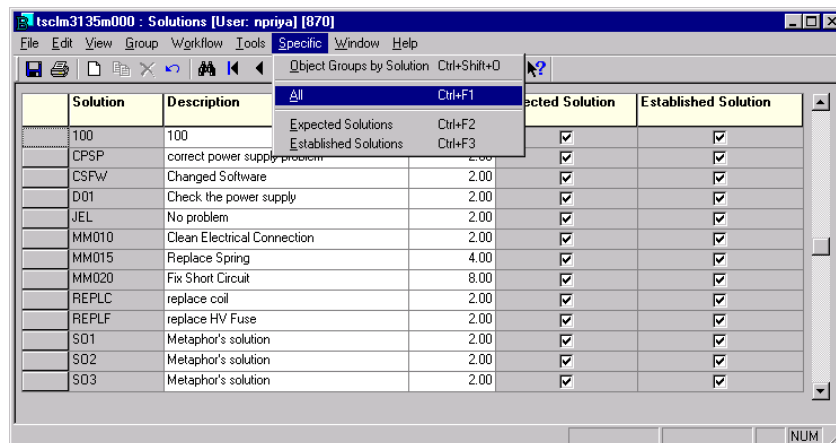 tsclm3135m000 : Solutions [User: npriya] [870]
File Edit View Group Workflow Tools Specific Window Help
Object Groups by Solution Ctrl+Shift+O
All Ctrl+F1
Expected Solutions Ctrl+F2
Established Solutions Ctrl+F3
Solution Description ected Solution Established Solution
100 100
CPSP correct power supply problem 2.00
CSFW Changed Software 2.00
D01 Check the power supply 2.00
JEL No problem 2.00
MM010 Clean Electrical Connection 2.00
MM015 Replace Spring 4.00
MM020 Fix Short Circuit 8.00
REPLC replace coil 2.00
REPLF replace HV Fuse 2.00
SO1 Metaphor's solution 2.00
SO2 Metaphor's solution 2.00
SO3 Metaphor's solution 2.00
NUM